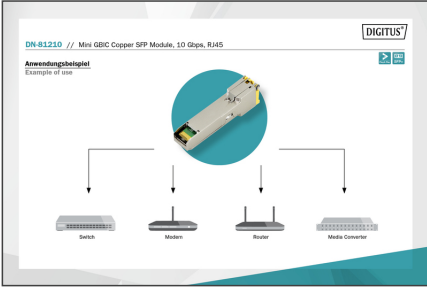 DIGITUS®
DN-81210 // Mini GBIC Copper SFP Module, 10 Gbps, RJ45
Anwendungsbeispiel
Example of use
Switch
Modem
Router
Media Converter